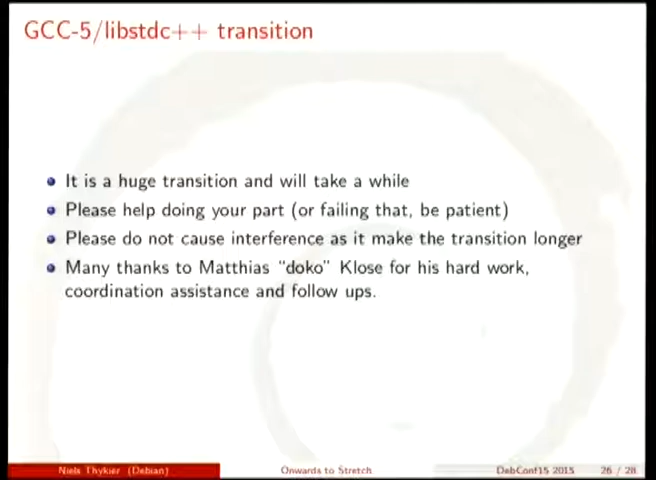 GCC-5/libstdc++ transition
It is a huge transition and will take a while
Please help doing your part (or failing that, be patient)
Please do not cause interference as it make the transition longer
Many thanks to Matthias "doko" Klose for his hard work,
coordination assistance and follow ups.
Niels Thykier (Debian) Onwards to Stretch DebConf15 2015 26 / 28